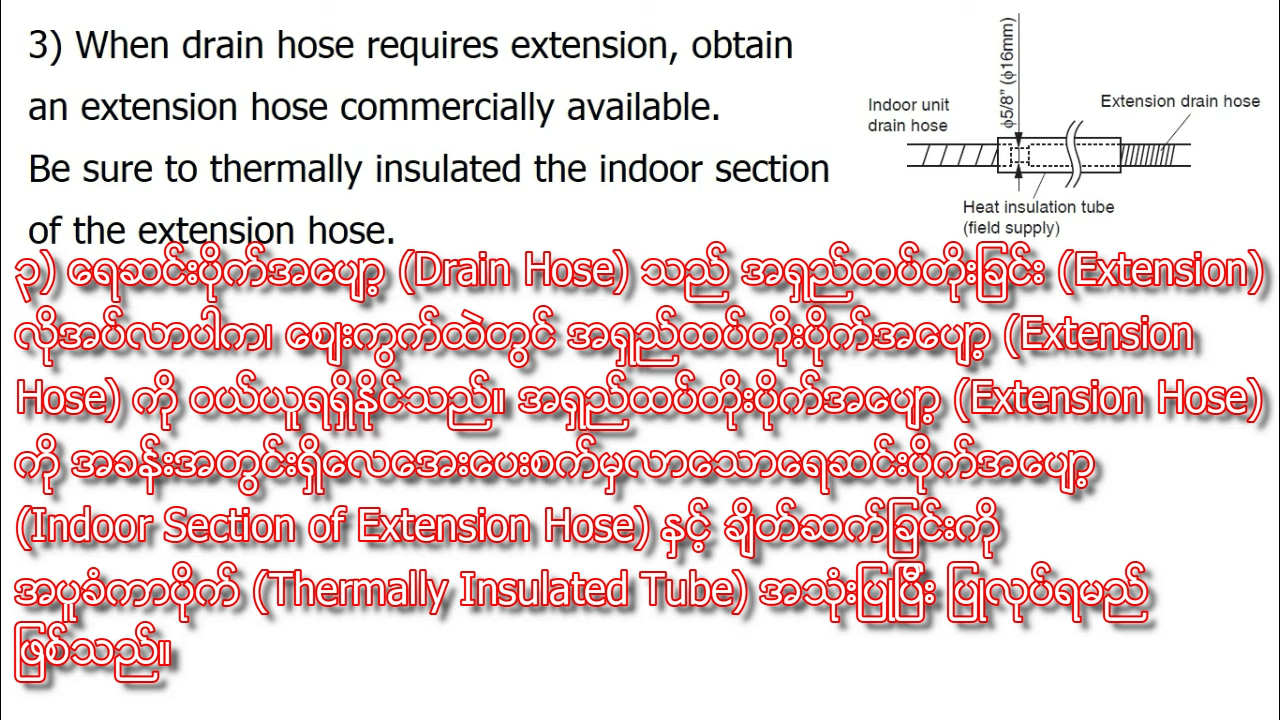 3) When drain hose requires extension, obtain
an extension hose commercially available.
Be sure to thermally insulated the indoor section
of the extension hose.
Indoor unit
drain hose
ϕ5/8" (ϕ16mm)
Extension drain hose
Heat insulation tube
(field supply)
၃) ရေဆင်းပိုက်အပျော့ (Drain Hose) သည် အရှည်ထပ်တိုးခြင်း (Extension)
လိုအပ်လာပါက၊ ဈေးကွက်ထဲတွင် အရှည်ထပ်တိုးပိုက်အပျော့ (Extension
Hose) ကို ဝယ်ယူရရှိနိုင်သည်။ အရှည်ထပ်တိုးပိုက်အပျော့ (Extension Hose)
ကို အခန်းအတွင်းရှိလေအေးပေးစက်မှလာသောရေဆင်းပိုက်အပျော့
(Indoor Section of Extension Hose) နှင့် ချိတ်ဆက်ခြင်းကို
အပူခံကာပိုက် (Thermally Insulated Tube) အသုံးပြုပြီး ပြုလုပ်ရမည်
ဖြစ်သည်။